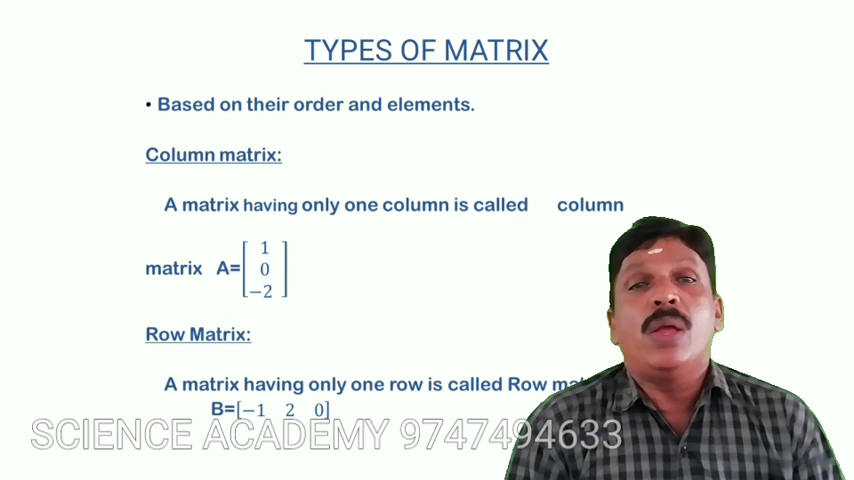 TYPES OF MATRIX
• Based on their order and elements.
Column matrix:
A matrix having only one column is called column
matrix A=[
1
0
−2
]
Row Matrix:
A matrix having only one row is called Row
B=[−1 2 0]
SCIENCE ACADEMY 9747494633